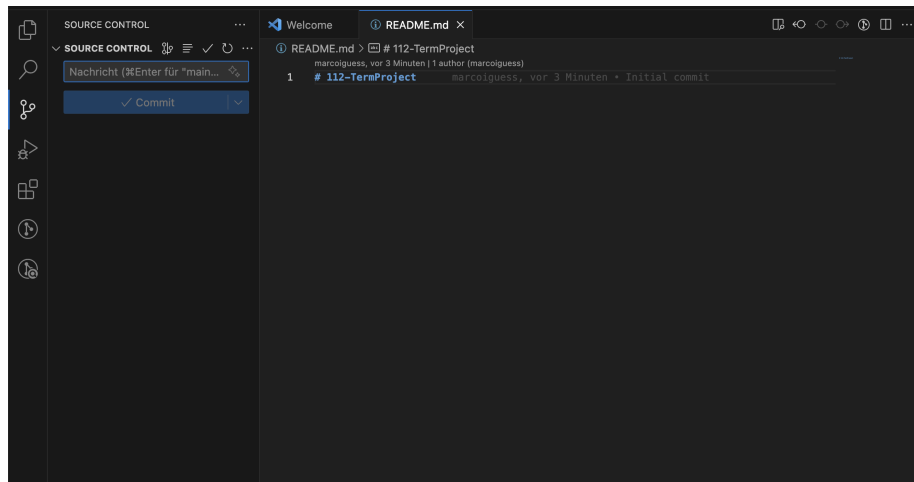 SOURCE CONTROL
SOURCE CONTROL
Nachricht (⌘Enter für "main...
Commit
Welcome
README.md
README.md > # 112-TermProject
marcoiguess, vor 3 Minuten | 1 author (marcoiguess)
1 # 112-TermProject marcoiguess, vor 3 Minuten • Initial commit